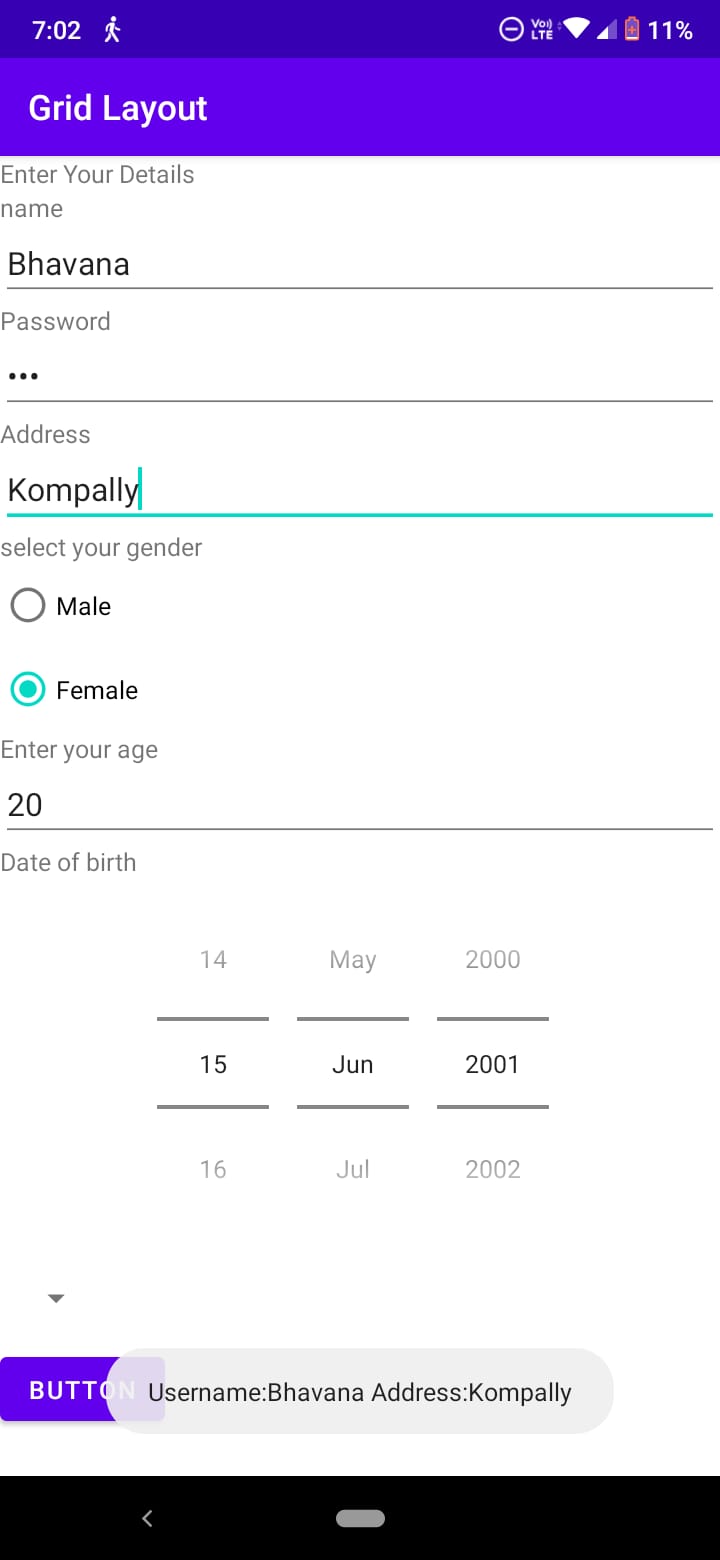 7:02 Vo)) LTE 11%
Grid Layout
Enter Your Details
name
Bhavana
Password
•••
Address
Kompally
select your gender
Male
Female
Enter your age
20
Date of birth
14 May 2000
15 Jun 2001
16 Jul 2002
BUTTON Username:Bhavana Address:Kompally